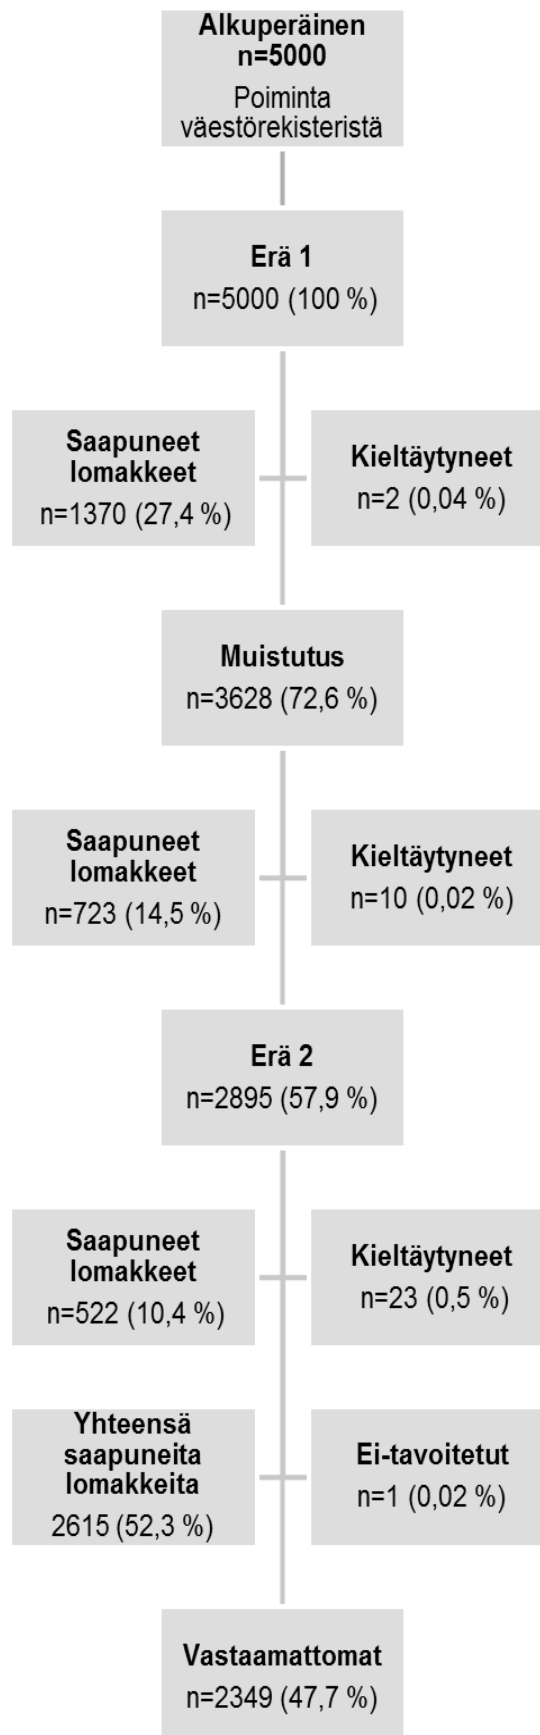 Alkuperäinen
n=5000
Poiminta
väestörekisteristä
Erä 1
n=5000 (100 %)
Saapuneet
lomakkeet
n=1370 (27,4 %)
Kieltäytyneet
n=2 (0,04 %)
Muistutus
n=3628 (72,6 %)
Saapuneet
lomakkeet
n=723 (14,5 %)
Kieltäytyneet
n=10 (0,02 %)
Erä 2
n=2895 (57,9 %)
Saapuneet
lomakkeet
n=522 (10,4 %)
Kieltäytyneet
n=23 (0,5 %)
Yhteensä
saapuneita
lomakkeita
2615 (52,3 %)
Ei-tavoitetut
n=1 (0,02 %)
Vastaamattomat
n=2349 (47,7 %)